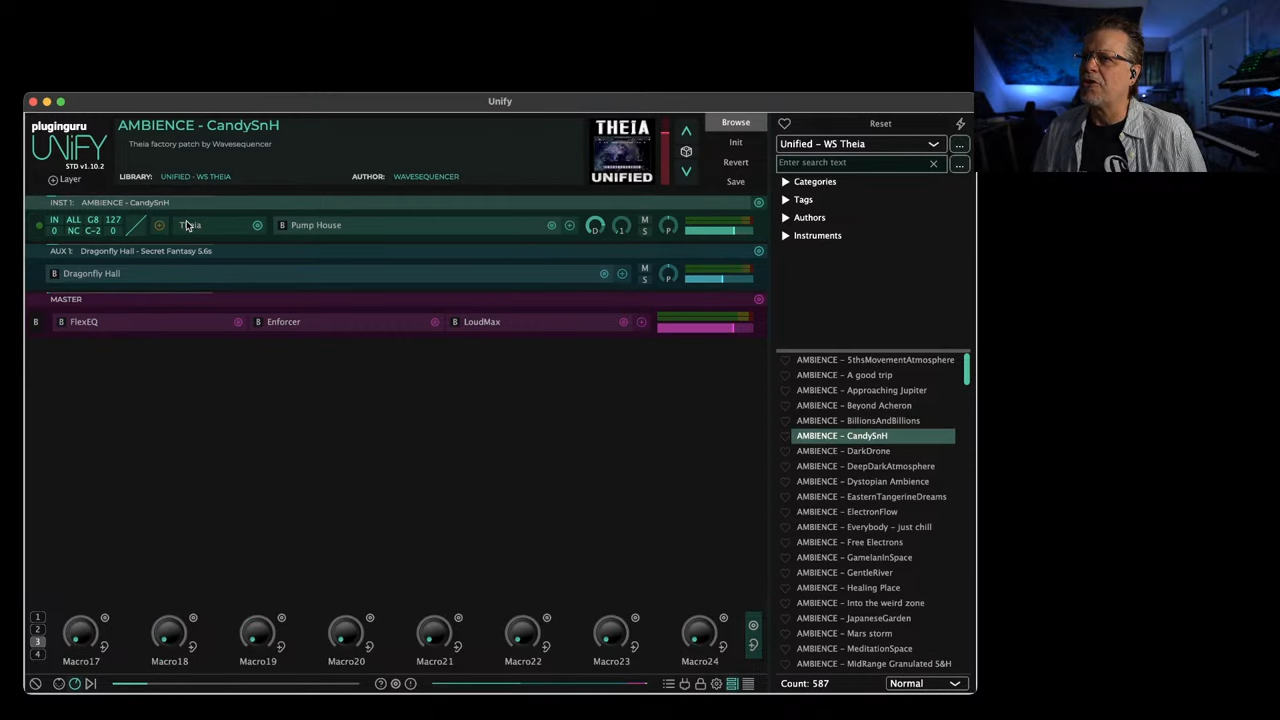 Unify
pluginguru
UNiFY
STD v1.10.2
Layer
AMBIENCE - CandySnH
Theia factory patch by Wavesequencer
LIBRARY: UNIFIED - WS THEIA
AUTHOR: WAVESEQUENCER
THEIA
UNIFIED
Browse
Init
Revert
Save
Reset
Unified - WS Theia
...
Enter search text
...
Categories
Tags
Authors
Instruments
INST 1: AMBIENCE - CandySnH
IN ALL G8 127
0 NC C-2 0
B Pump House
D
1
M
S
P
AUX 1: Dragonfly Hall - Secret Fantasy 5.6s
B Dragonfly Hall
M
S
P
MASTER
B
B FlexEQ
B Enforcer
B LoudMax
AMBIENCE - 5thsMovementAtmosphere
AMBIENCE - A good trip
AMBIENCE - Approaching Jupiter
AMBIENCE - Beyond Acheron
AMBIENCE - BillionsAndBillions
AMBIENCE - CandySnH
AMBIENCE - DarkDrone
AMBIENCE - DeepDarkAtmosphere
AMBIENCE - Dystopian Ambience
AMBIENCE - EasternTangerineDreams
AMBIENCE - ElectronFlow
AMBIENCE - Everybody - just chill
AMBIENCE - Free Electrons
AMBIENCE - GamelanInSpace
AMBIENCE - GentleRiver
AMBIENCE - Healing Place
AMBIENCE - Into the weird zone
AMBIENCE - JapaneseGarden
AMBIENCE - Mars storm
AMBIENCE - MeditationSpace
AMBIENCE - MidRange Granulated S&H
1
2
3
4
Macro17
Macro18
Macro19
Macro20
Macro21
Macro22
Macro23
Macro24
Count: 587
Normal